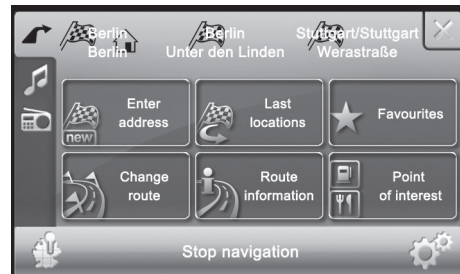 Berlin
Berlin
Berlin
Unter den Linden
Stuttgart/Stuttgart
Werastraße
Enter
address
new
Last
locations
Favourites
Change
route
Route
information
Point
of interest
Stop navigation